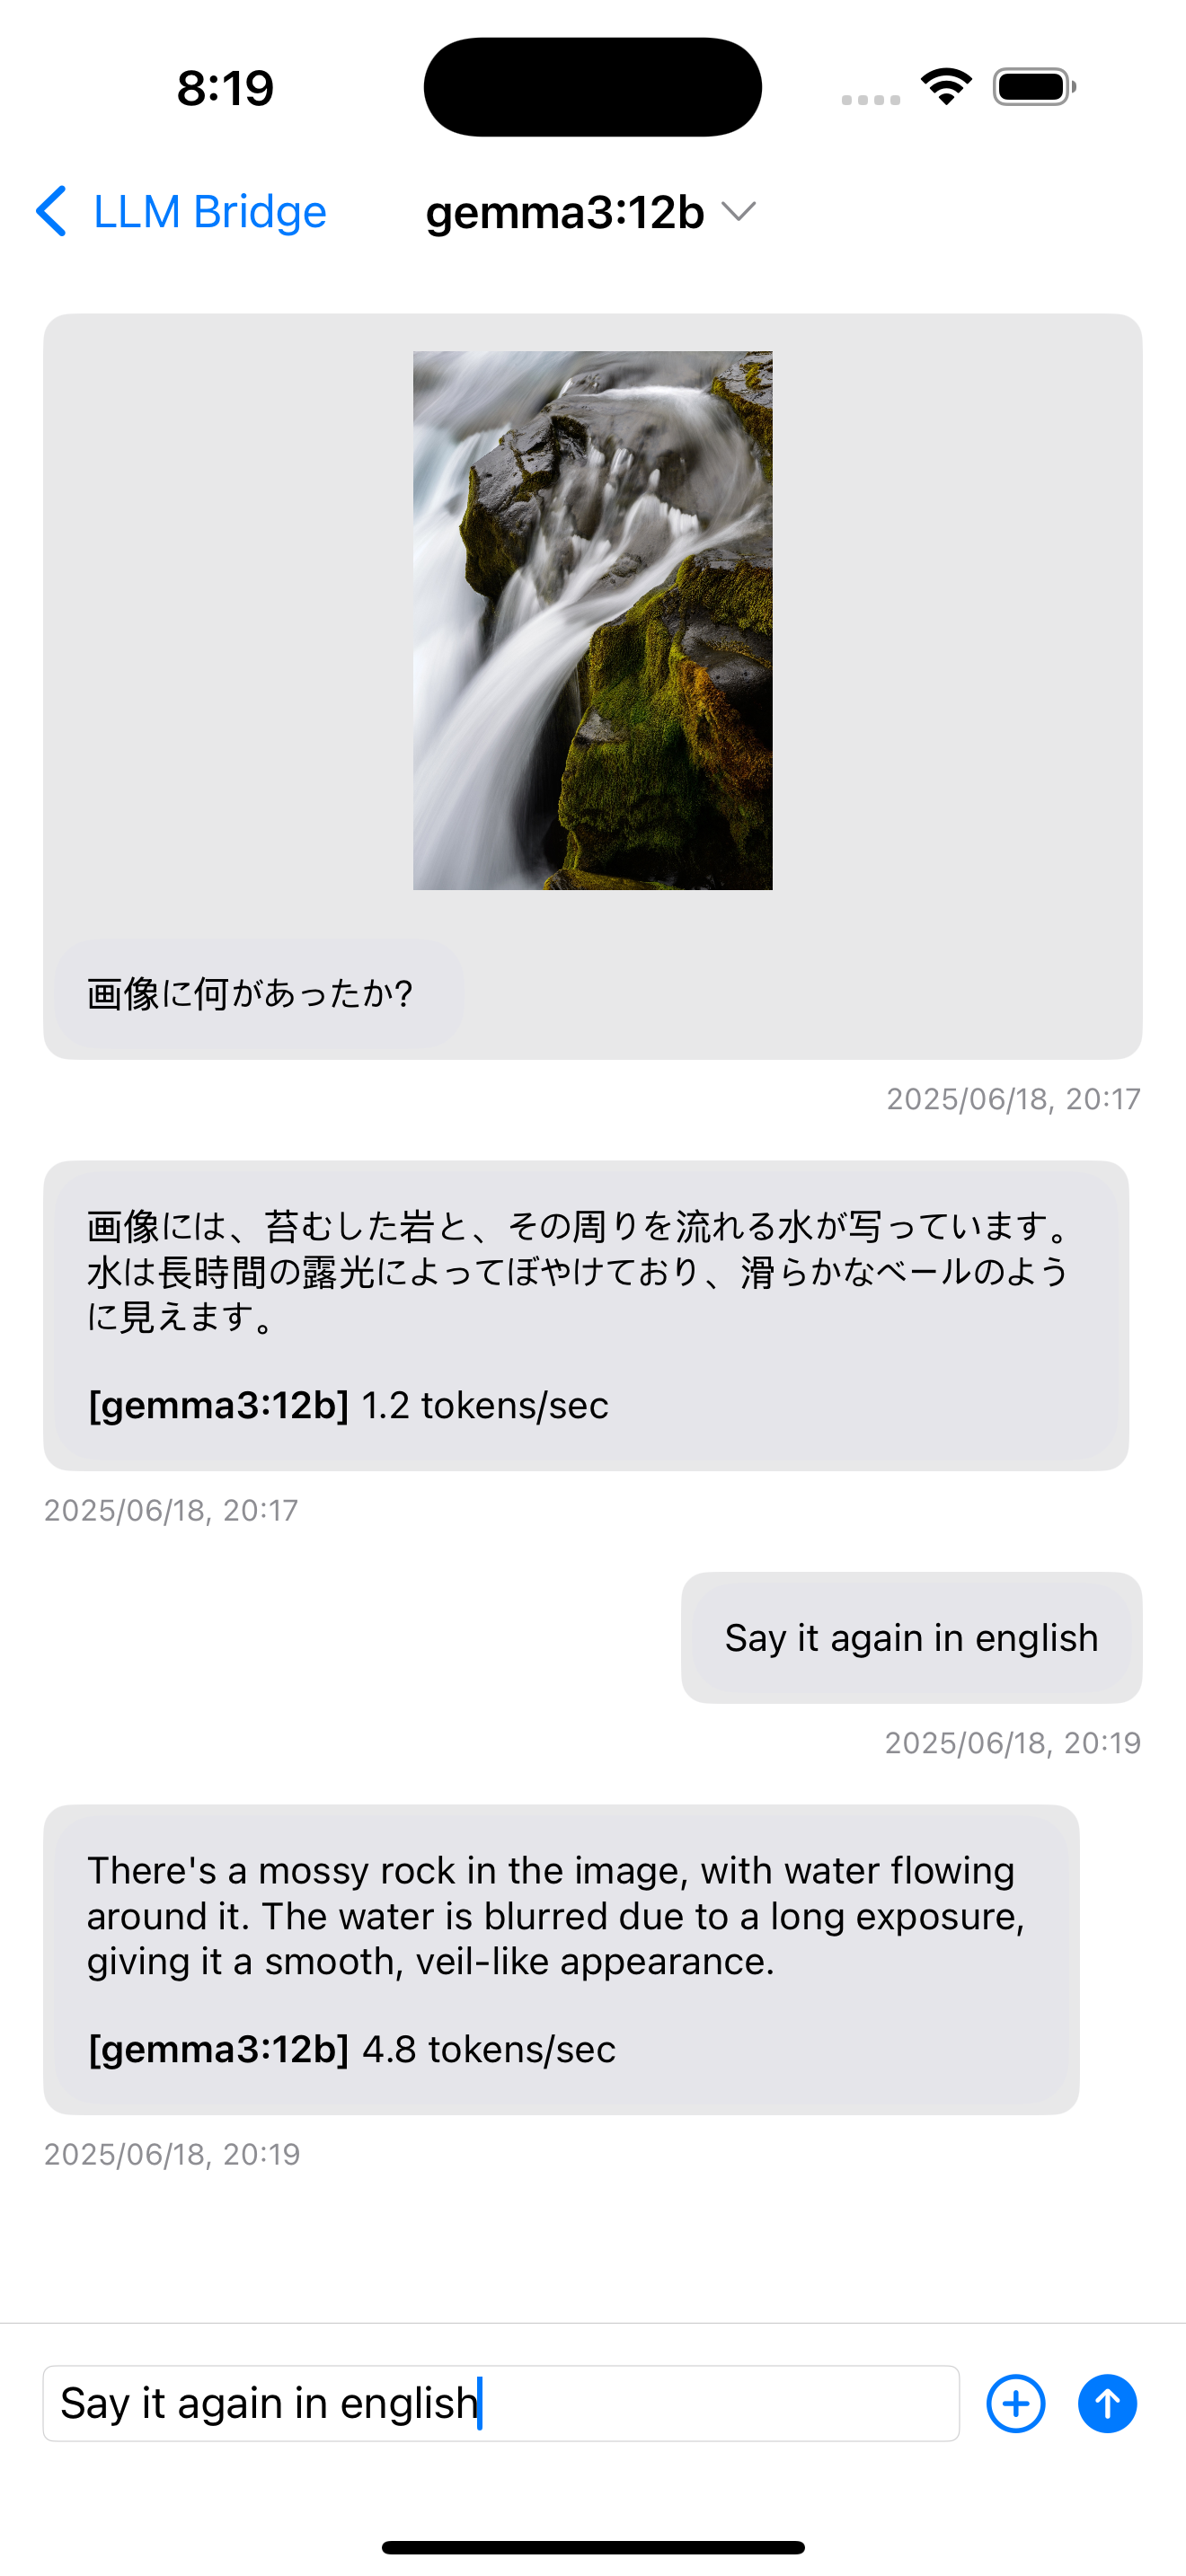 8:19
LLM Bridge
gemma3:12b
画像に何があったか?
2025/06/18, 20:17
画像には、苔むした岩と、その周りを流れる水が写っています。
水は長時間の露光によってぼやけており、滑らかなベールのよう
に見えます。
[gemma3:12b] 1.2 tokens/sec
2025/06/18, 20:17
Say it again in english
2025/06/18, 20:19
There's a mossy rock in the image, with water flowing
around it. The water is blurred due to a long exposure,
giving it a smooth, veil-like appearance.
[gemma3:12b] 4.8 tokens/sec
2025/06/18, 20:19
Say it again in english